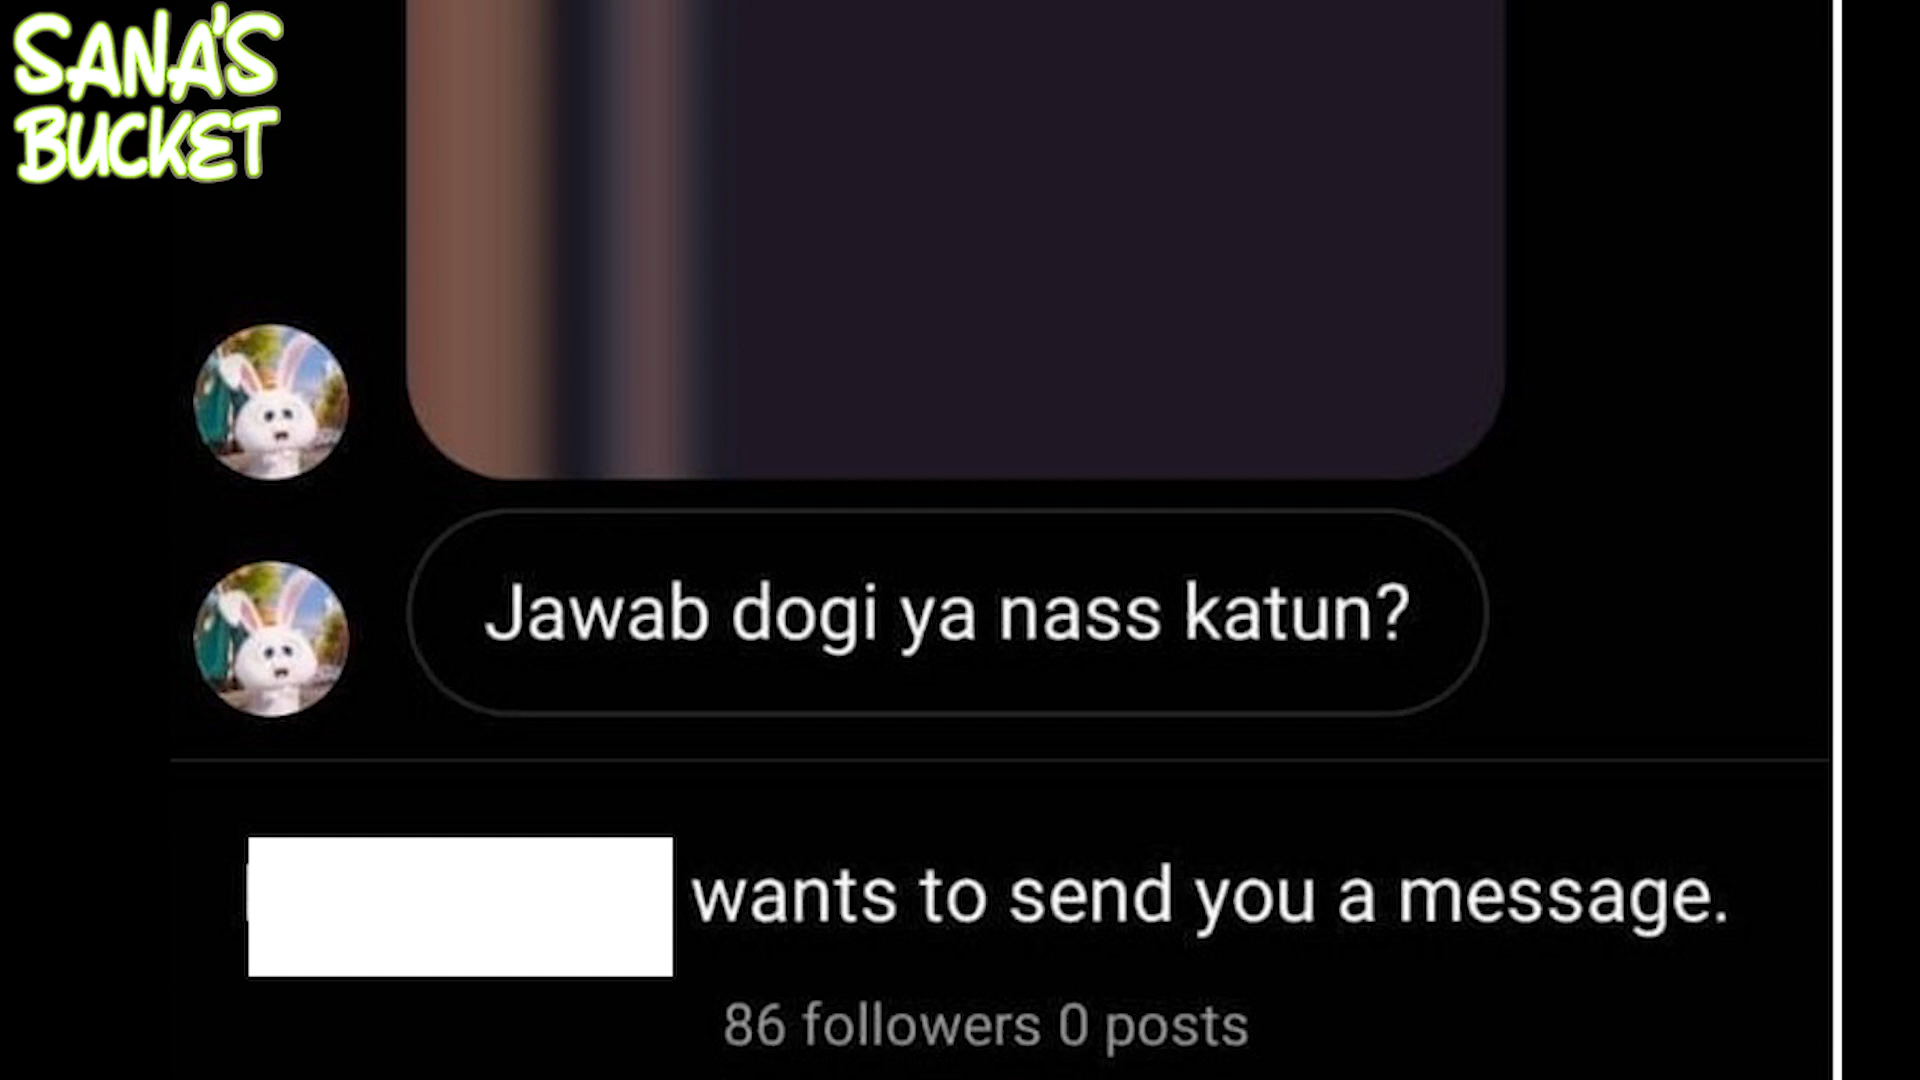 SANA'S
BUCKET
Jawab dogi ya nass katun?
wants to send you a message.
86 followers 0 posts